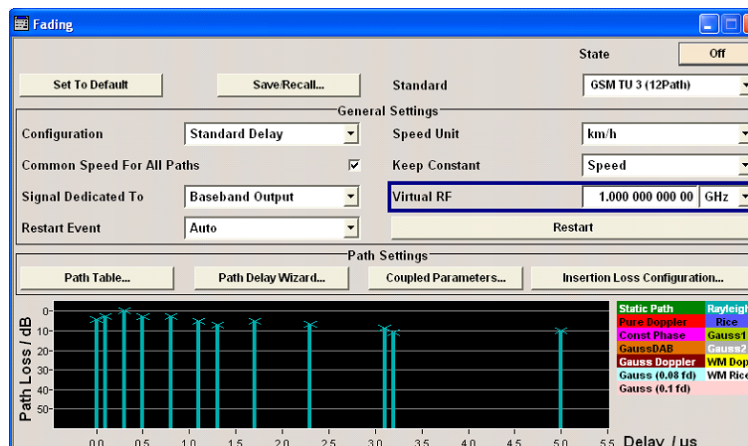 Fading
State Off
Set To Default Save/Recall... Standard GSM TU 3 (12Path)
General Settings
Configuration Standard Delay Speed Unit km/h
Common Speed For All Paths Keep Constant Speed
Signal Dedicated To Baseband Output Virtual RF 1.000 000 000 00 GHz
Restart Event Auto Restart
Path Settings
Path Table... Path Delay Wizard... Coupled Parameters... Insertion Loss Configuration...
Path Loss / dB
0
10
20
30
40
50
Static Path Rayleigh
Pure Doppler Rice
Const Phase Gauss1
GaussDAB Gauss2
Gauss Doppler WM Dop
Gauss (0.08 fd) WM Rice
Gauss (0.1 fd)
0.0 0.5 1.0 1.5 2.0 2.5 3.0 3.5 4.0 4.5 5.0 5.5 Delay / us